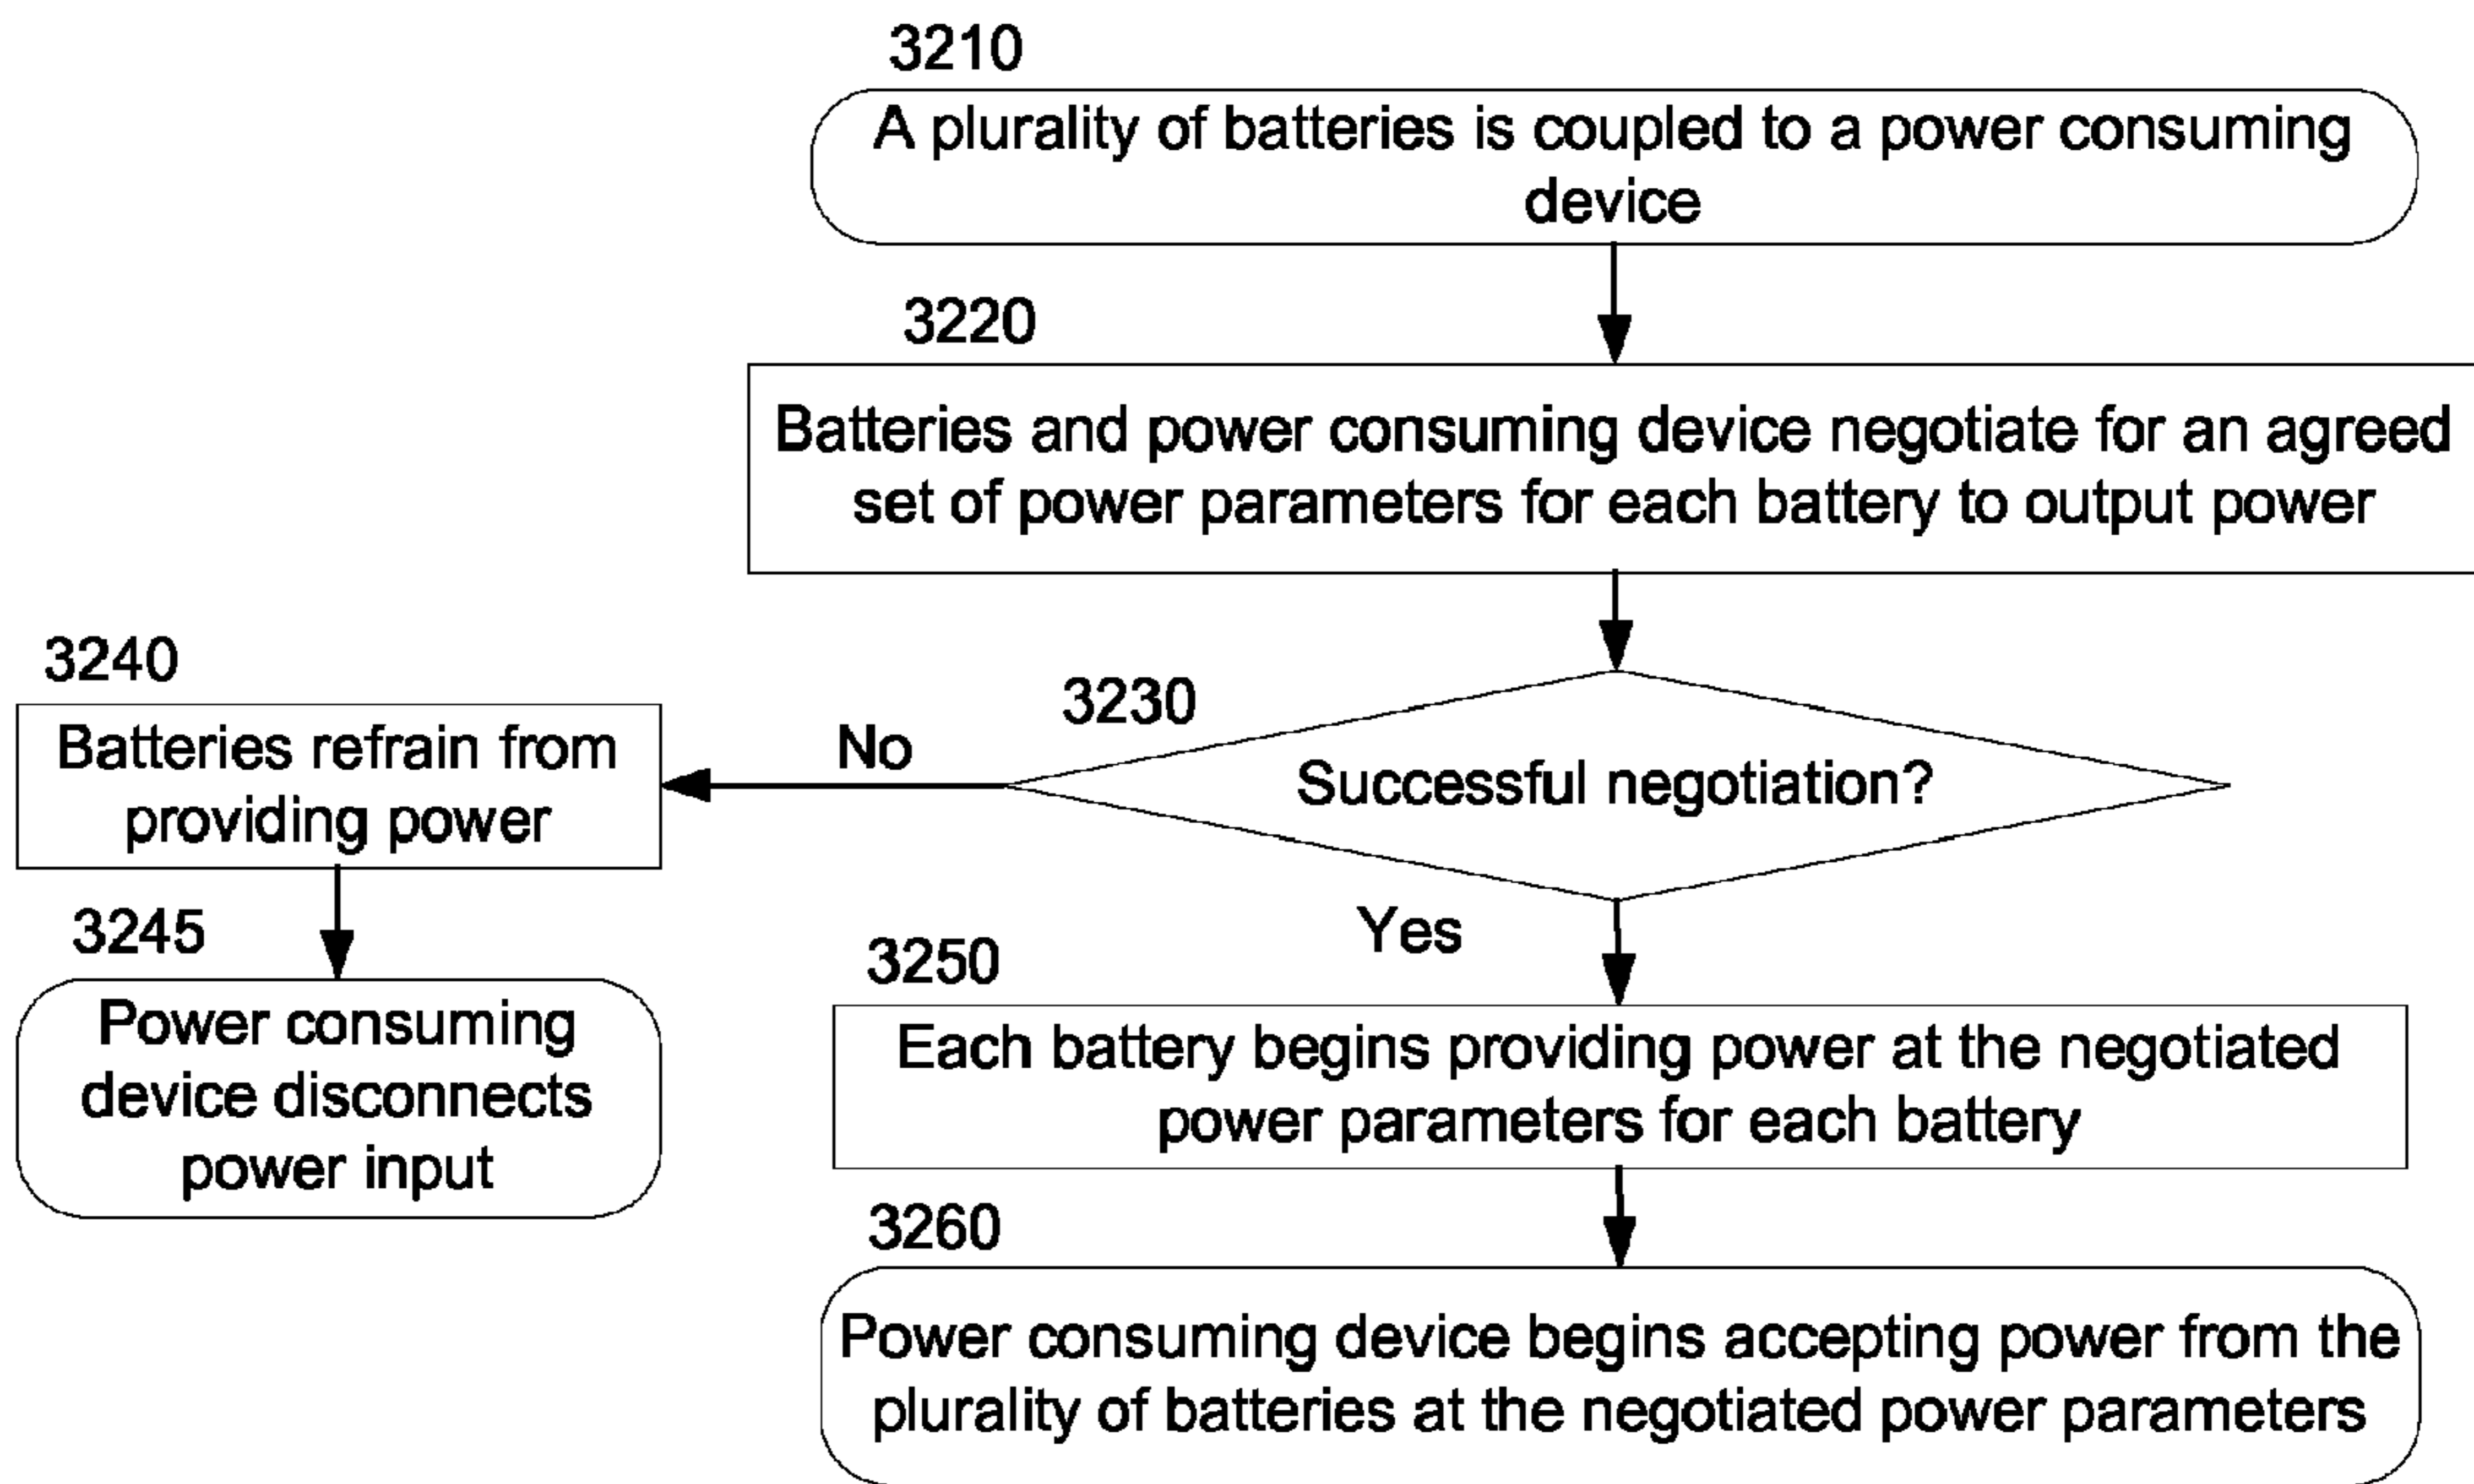 3210
A plurality of batteries is coupled to a power consuming
device
3220
Batteries and power consuming device negotiate for an agreed
set of power parameters for each battery to output power
3230
Successful negotiation?
No
3240
Batteries refrain from
providing power
3245
Power consuming
device disconnects
power input
Yes
3250
Each battery begins providing power at the negotiated
power parameters for each battery
3260
Power consuming device begins accepting power from the
plurality of batteries at the negotiated power parameters